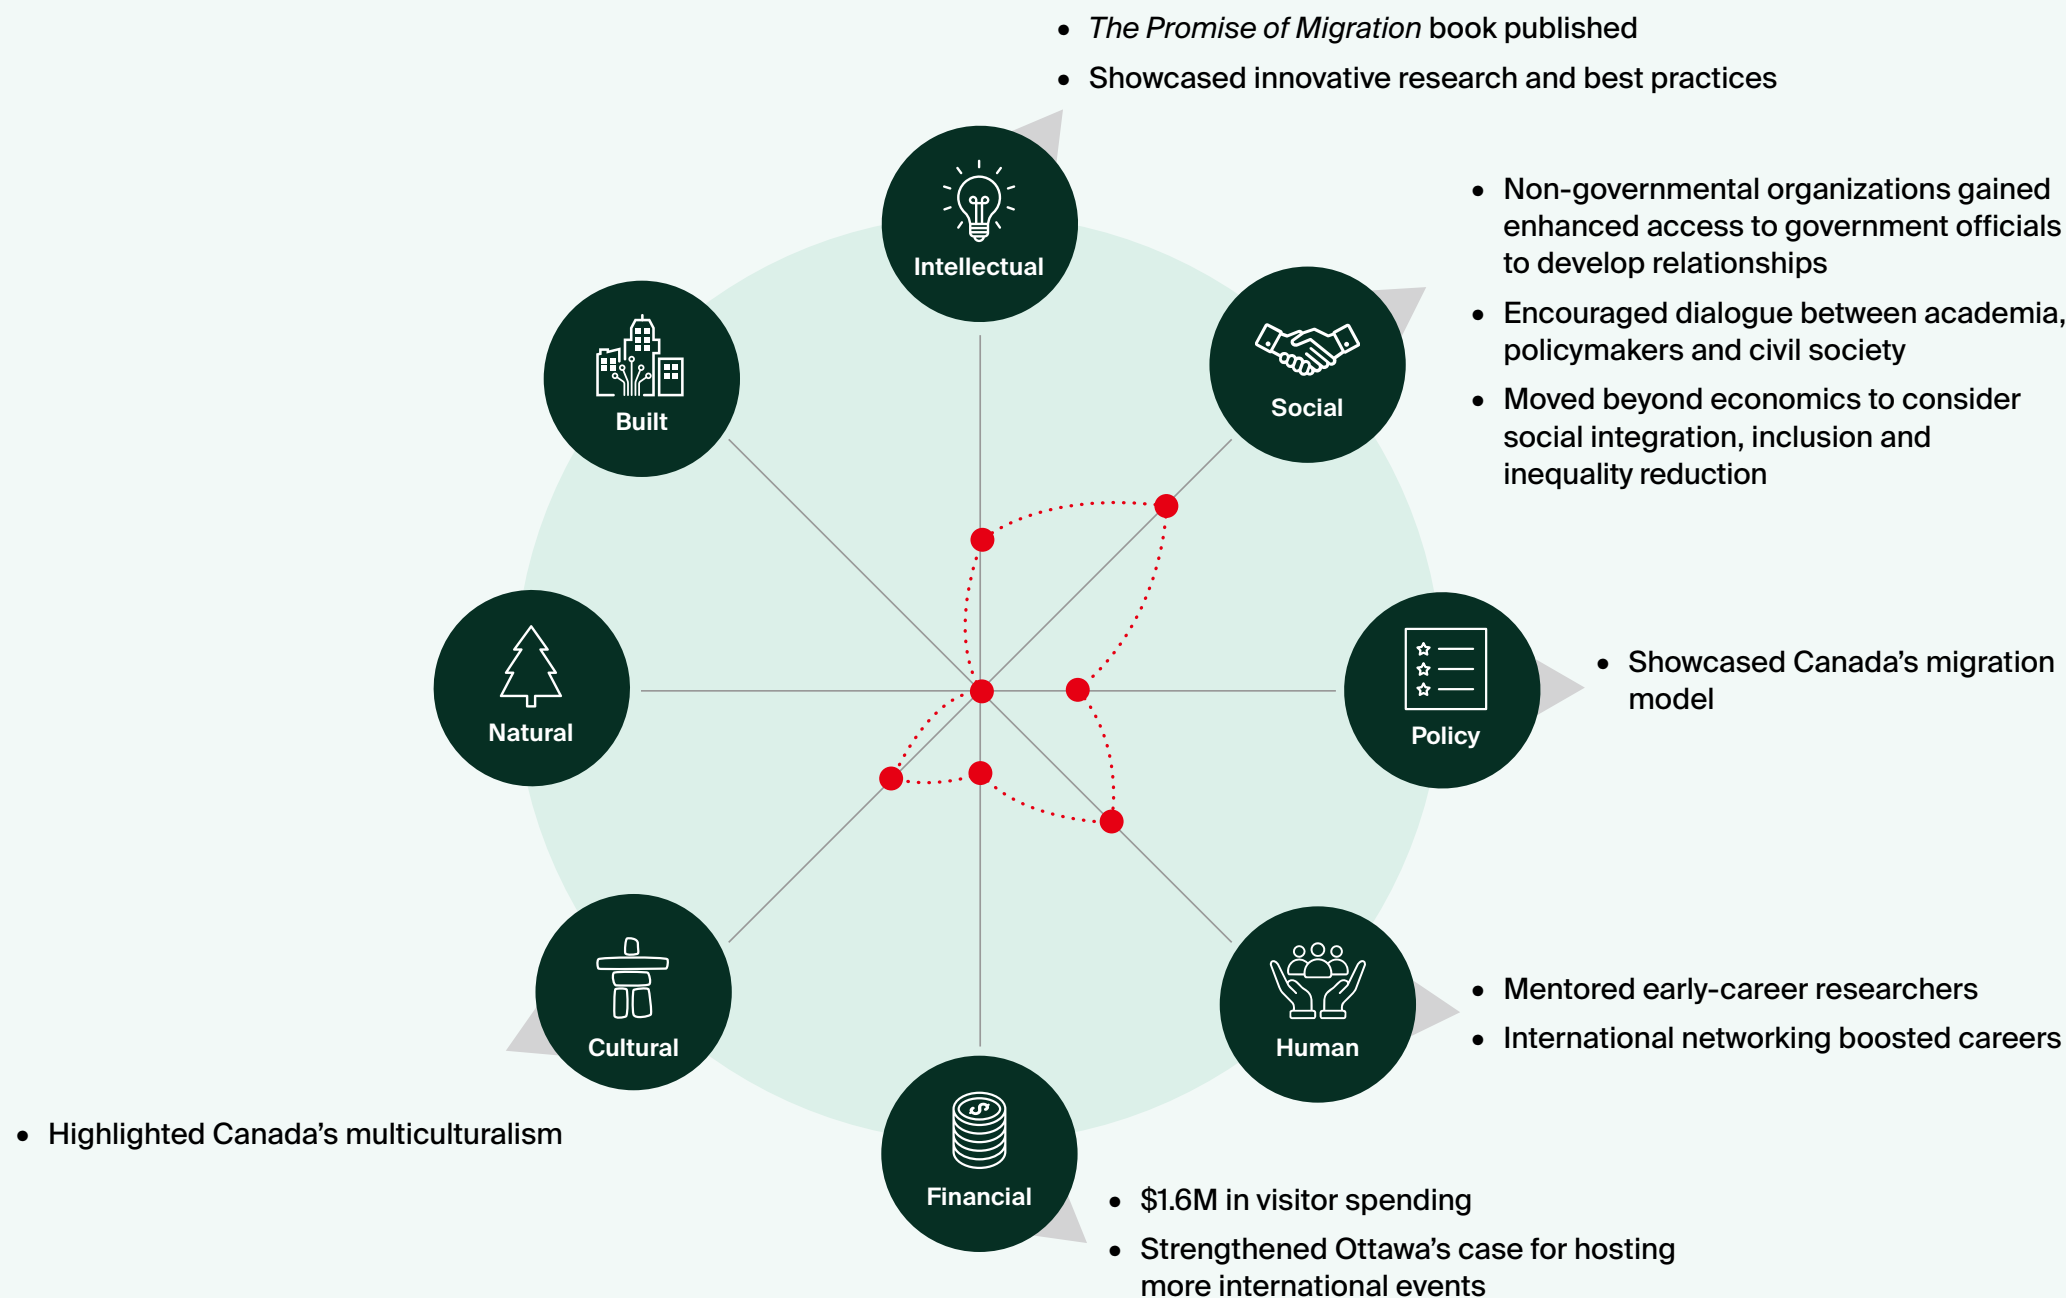 • The Promise of Migration book published
• Showcased innovative research and best practices
Intellectual
• Non-governmental organizations gained
enhanced access to government officials
to develop relationships
• Encouraged dialogue between academia,
policymakers and civil society
• Moved beyond economics to consider
social integration, inclusion and
inequality reduction
Social
Built
• Showcased Canada’s migration
model
Policy
Natural
• Mentored early-career researchers
• International networking boosted careers
Human
Cultural
• Highlighted Canada’s multiculturalism
Financial
• $1.6M in visitor spending
• Strengthened Ottawa’s case for hosting
more international events